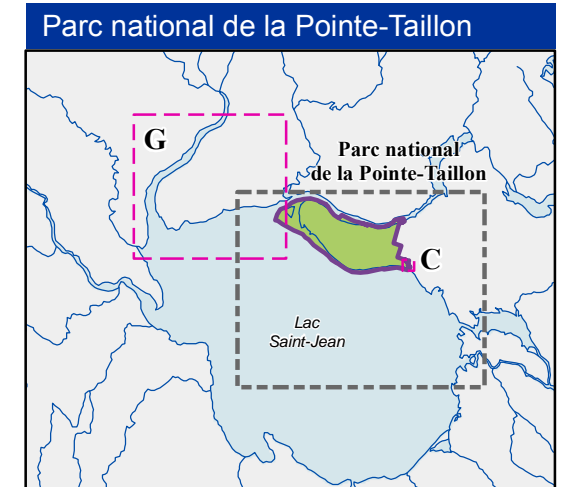 Parc national de la Pointe-Taillon
G
Parc national
de la Pointe-Taillon
C
Lac
Saint-Jean